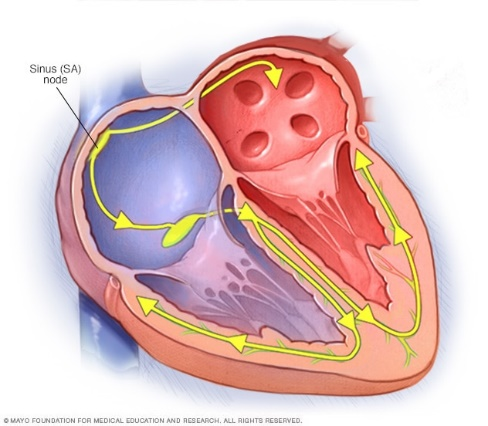 Sinus (SA)
node
© MAYO FOUNDATION FOR MEDICAL EDUCATION AND RESEARCH. ALL RIGHTS RESERVED.